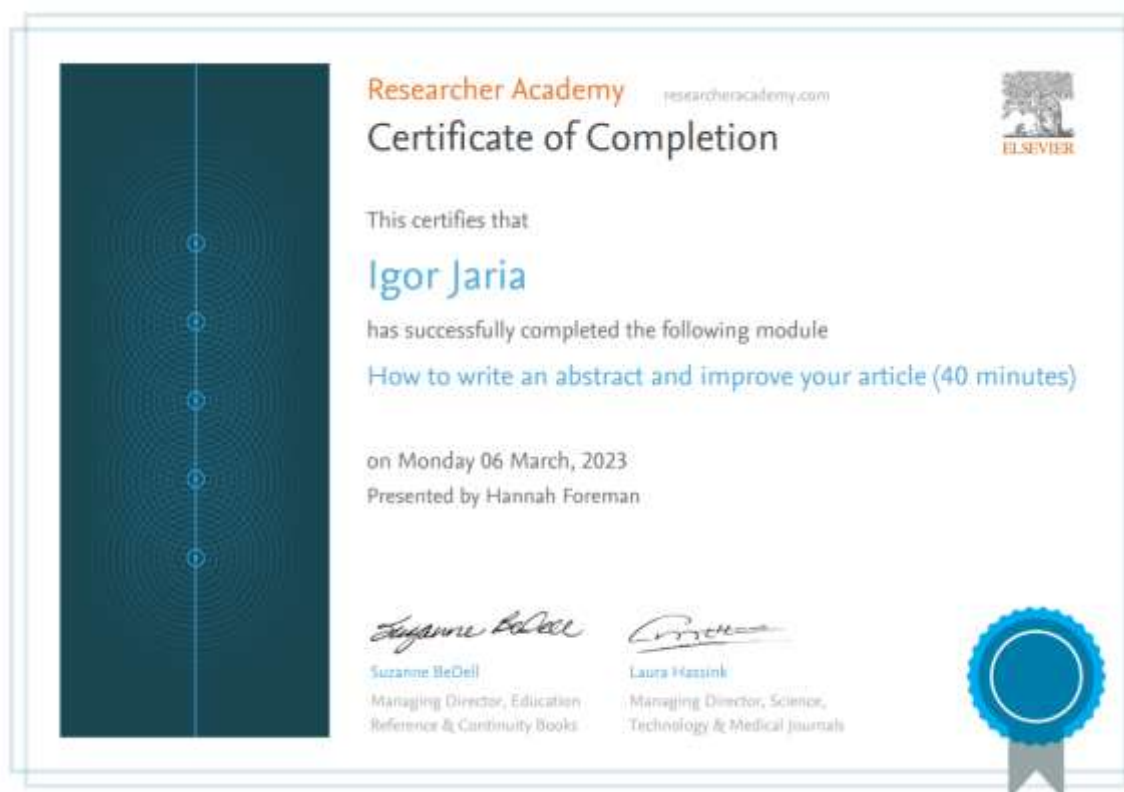 Researcher Academy researcheracademy.com
Certificate of Completion
ELSEVIER
This certifies that
Igor Jaria
has successfully completed the following module
How to write an abstract and improve your article (40 minutes)
on Monday 06 March, 2023
Presented by Hannah Foreman
Suzanne BeDell
Suzanne BeDell
Managing Director, Education
Reference & Continuity Books
Laura Hassink
Managing Director, Science,
Technology & Medical Journals